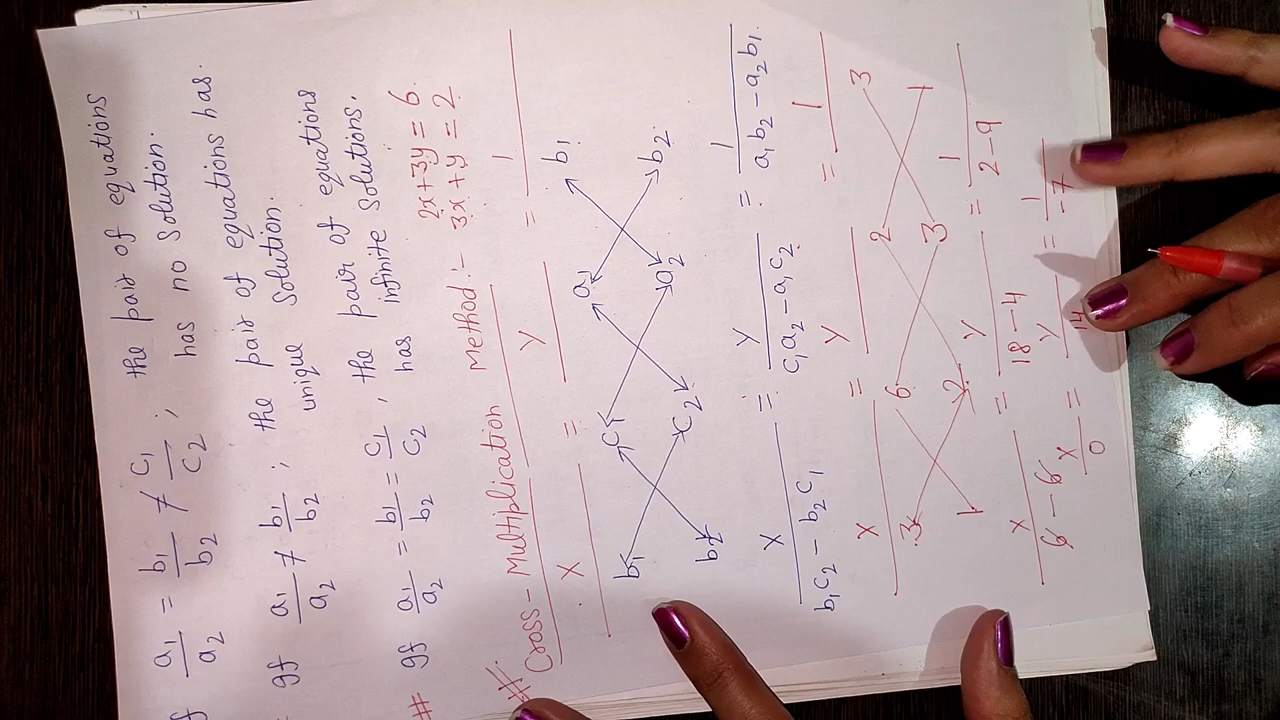 If a₁/a₂ = b₁/b₂ ≠ c₁/c₂ ; the pair of equations
has no solution.
If a₁/a₂ ≠ b₁/b₂ ; the pair of equations has
unique solution.
# If a₁/a₂ = b₁/b₂ = c₁/c₂ , the pair of equations
has infinite solutions.
# Cross-Multiplication Method :- 2x+3y=6
3x+y=2
x = y = 1
b₁ c₁ a₁ b₁
b₂ c₂ a₂ b₂
x/(b₁c₂ − b₂c₁) = y/(c₁a₂ − a₁c₂) = 1/(a₁b₂ − a₂b₁)
x = y = 1
3 6 2 3
1 2 3 1
x/(6−6) = y/(18−4) = 1/(2−9)
x/0 = y/14 = 1/−7